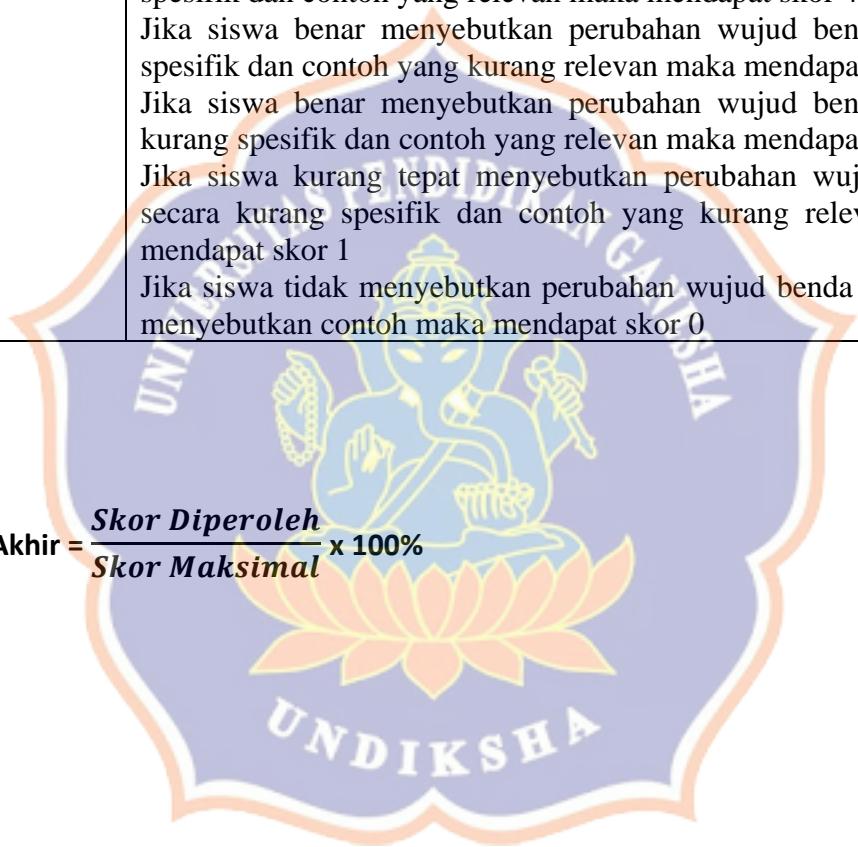 spesifik dan contoh yang relevan maka mendapat skor 4
Jika siswa benar menyebutkan perubahan wujud ben
spesifik dan contoh yang kurang relevan maka mendapa
Jika siswa benar menyebutkan perubahan wujud ben
kurang spesifik dan contoh yang relevan maka mendapa
Jika siswa kurang tepat menyebutkan perubahan wuj
secara kurang spesifik dan contoh yang kurang relev
mendapat skor 1
Jika siswa tidak menyebutkan perubahan wujud benda
menyebutkan contoh maka mendapat skor 0
UNIVERSITAS PENDIDIKAN GANESHA
Akhir = Skor Diperoleh / Skor Maksimal x 100%
UNDIKSHA